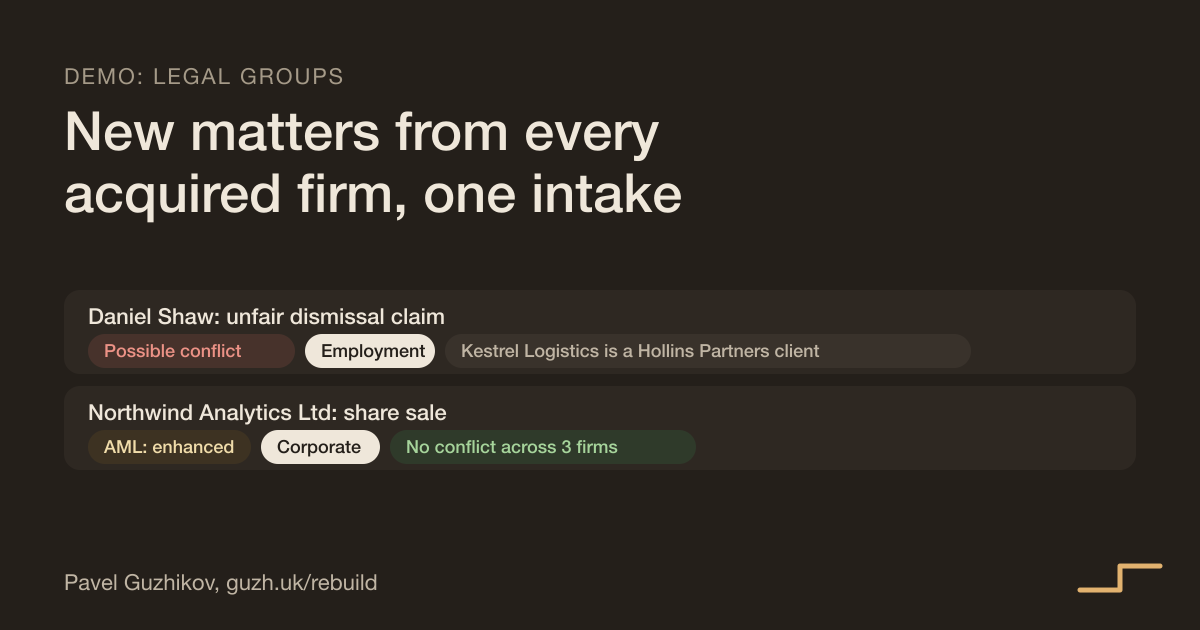 DEMO: LEGAL GROUPS
New matters from every
acquired firm, one intake
Daniel Shaw: unfair dismissal claim
Possible conflict Employment Kestrel Logistics is a Hollins Partners client
Northwind Analytics Ltd: share sale
AML: enhanced Corporate No conflict across 3 firms
Pavel Guzhikov, guzh.uk/rebuild